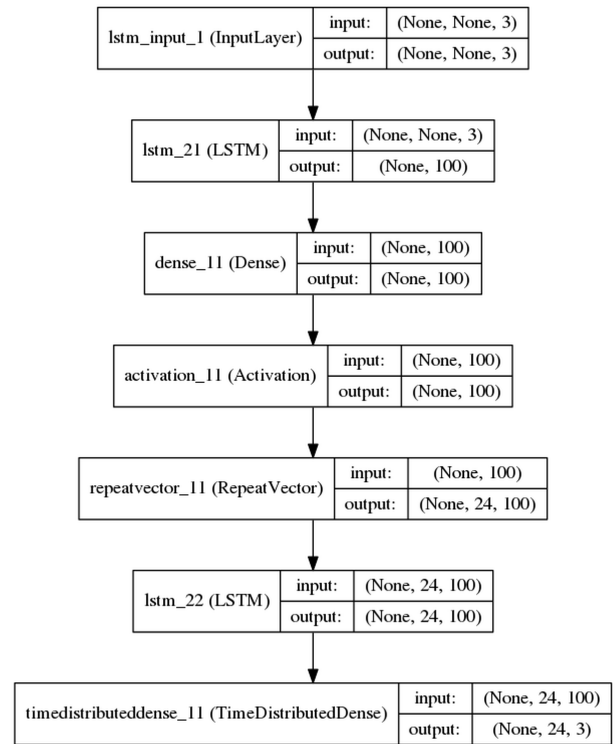 lstm_input_1 (InputLayer)
input:
(None, None, 3)
output:
(None, None, 3)
lstm_21 (LSTM)
input:
(None, None, 3)
output:
(None, 100)
dense_11 (Dense)
input:
(None, 100)
output:
(None, 100)
activation_11 (Activation)
input:
(None, 100)
output:
(None, 100)
repeatvector_11 (RepeatVector)
input:
(None, 100)
output:
(None, 24, 100)
lstm_22 (LSTM)
input:
(None, 24, 100)
output:
(None, 24, 100)
timedistributeddense_11 (TimeDistributedDense)
input:
(None, 24, 100)
output:
(None, 24, 3)